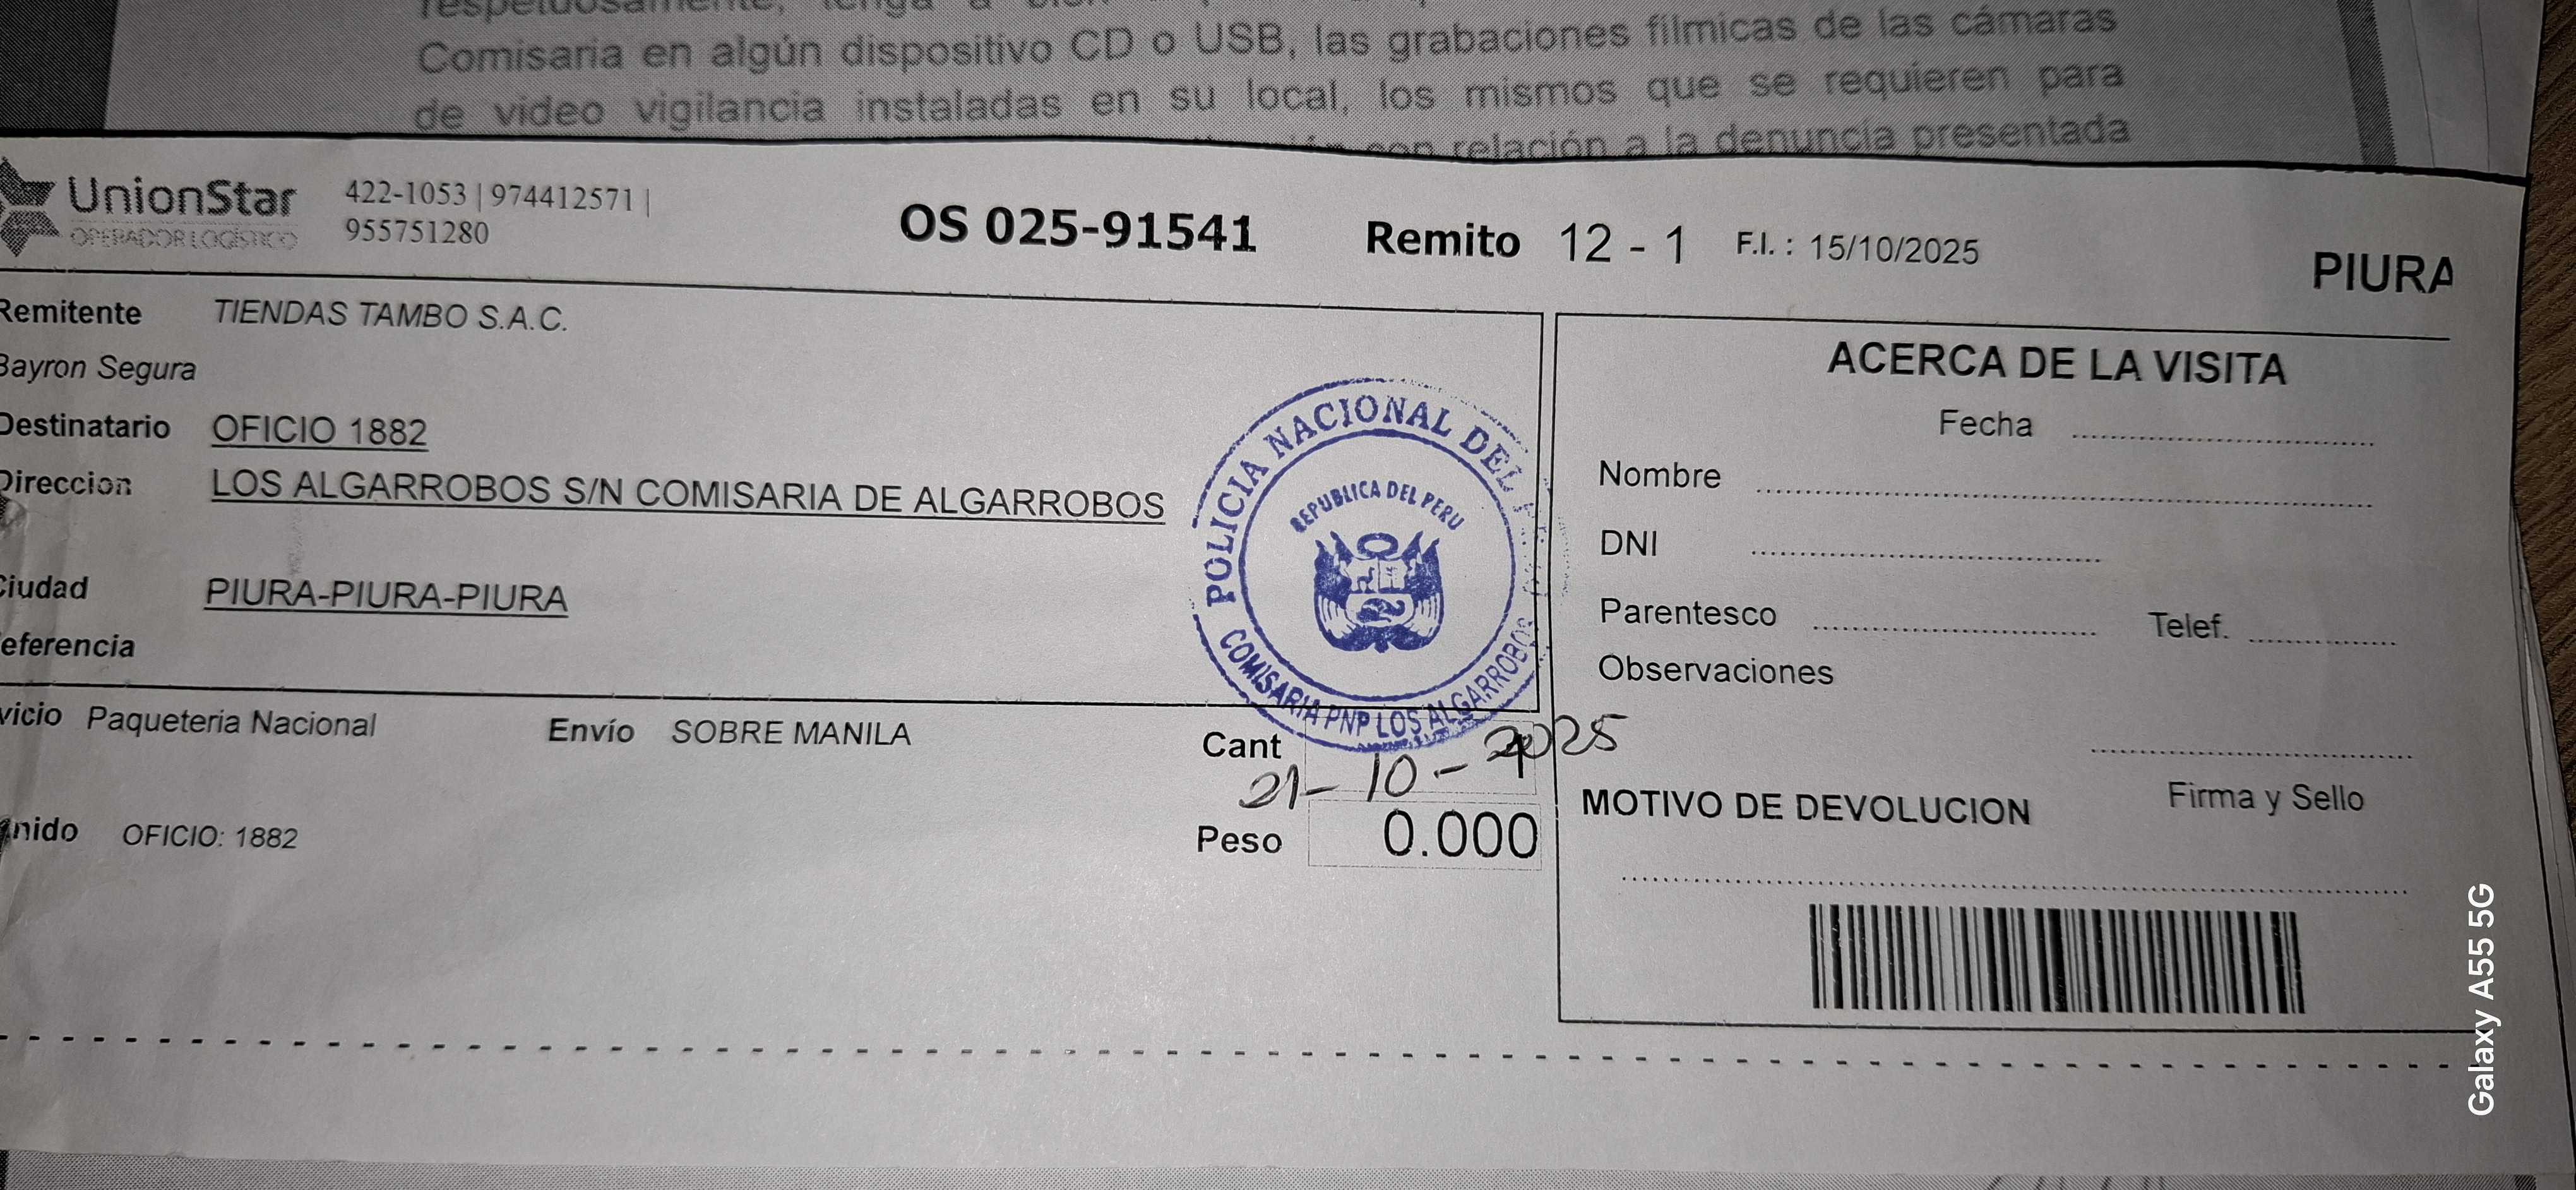 Comisaria en algún dispositivo CD o USB, las grabaciones fílmicas de las cámaras
de video vigilancia instaladas en su local, los mismos que se requieren para
con relación a la denuncia presentada
UnionStar
OPERADOR LOGÍSTICO
422-1053 | 974412571 |
955751280
OS 025-91541
Remito 12 - 1
F.I. : 15/10/2025
PIURA
Remitente TIENDAS TAMBO S.A.C.
Bayron Segura
Destinatario OFICIO 1882
Direccion LOS ALGARROBOS S/N COMISARIA DE ALGARROBOS
Ciudad PIURA-PIURA-PIURA
eferencia
vicio Paqueteria Nacional
Envío SOBRE MANILA
Cant 1
21-10-2025
Peso 0.000
nido OFICIO: 1882
POLICIA NACIONAL DEL
REPUBLICA DEL PERU
COMISARIA PNP LOS ALGARROBOS
ACERCA DE LA VISITA
Fecha
Nombre
DNI
Parentesco
Telef.
Observaciones
Firma y Sello
MOTIVO DE DEVOLUCION
Galaxy A55 5G